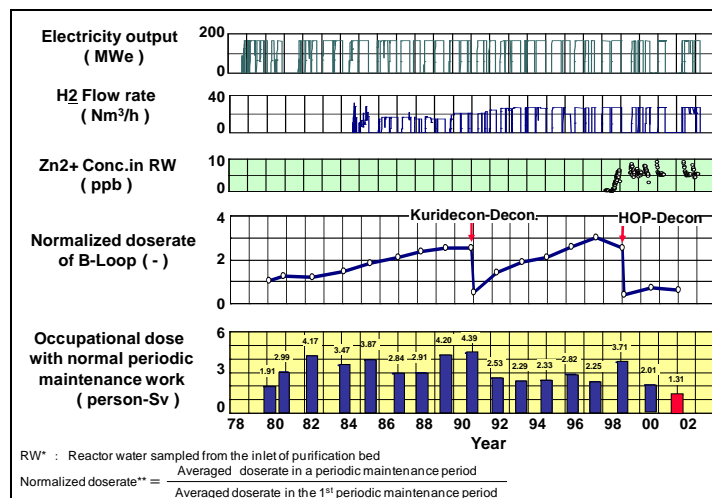 Electricity output
( MWe )
200
0
H2 Flow rate
( Nm³/h )
40
0
Zn2+ Conc.in RW
( ppb )
10
5
0
Kuridecon-Decon.
HOP-Decon
Normalized doserate
of B-Loop ( - )
4
2
0
Occupational dose
with normal periodic
maintenance work
( person-Sv )
6
3
0
1.91
2.99
4.17
3.47
3.87
2.84
2.91
4.20
4.39
2.53
2.29
2.33
2.82
2.25
3.71
2.01
1.31
78 80 82 84 86 88 90 92 94 96 98 00 02
Year
RW* : Reactor water sampled from the inlet of purification bed
Normalized doserate** =
Averaged doserate in a periodic maintenance period
Averaged doserate in the 1st periodic maintenance period